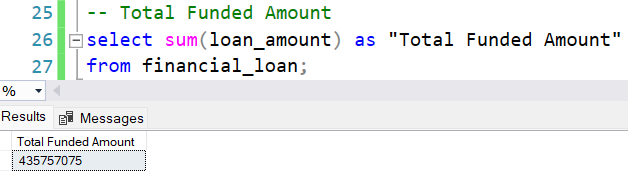 25 -- Total Funded Amount
26 select sum(loan_amount) as "Total Funded Amount"
27 from financial_loan;
%
Results Messages
Total Funded Amount
435757075